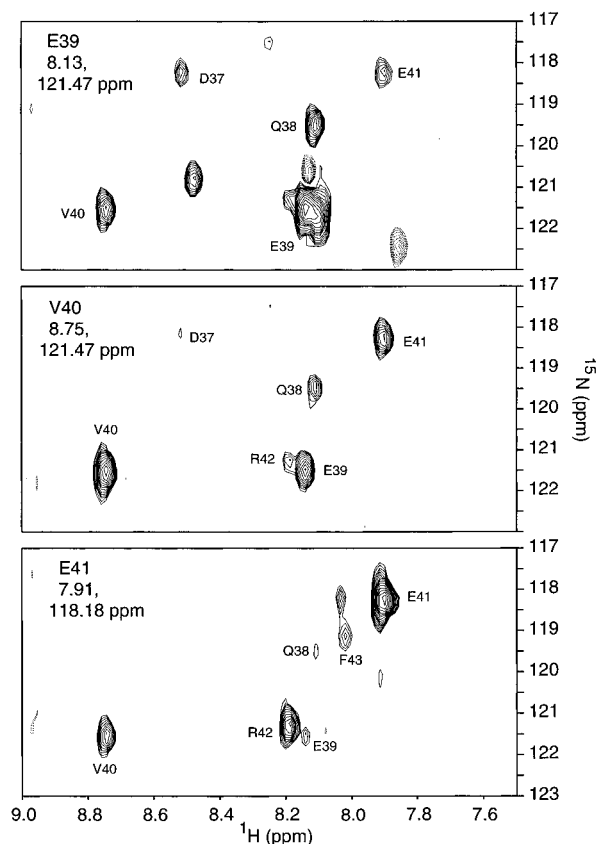 117
E39
8.13,
121.47 ppm
D37
E41
118
Q38
119
120
121
V40
E39
122
117
V40
8.75,
121.47 ppm
D37
E41
118
Q38
119
120
V40
R42
E39
121
122
15N (ppm)
117
E41
7.91,
118.18 ppm
E41
118
Q38
F43
119
120
R42
E39
121
V40
122
123
9.0 8.8 8.6 8.4 8.2 8.0 7.8 7.6
1H (ppm)